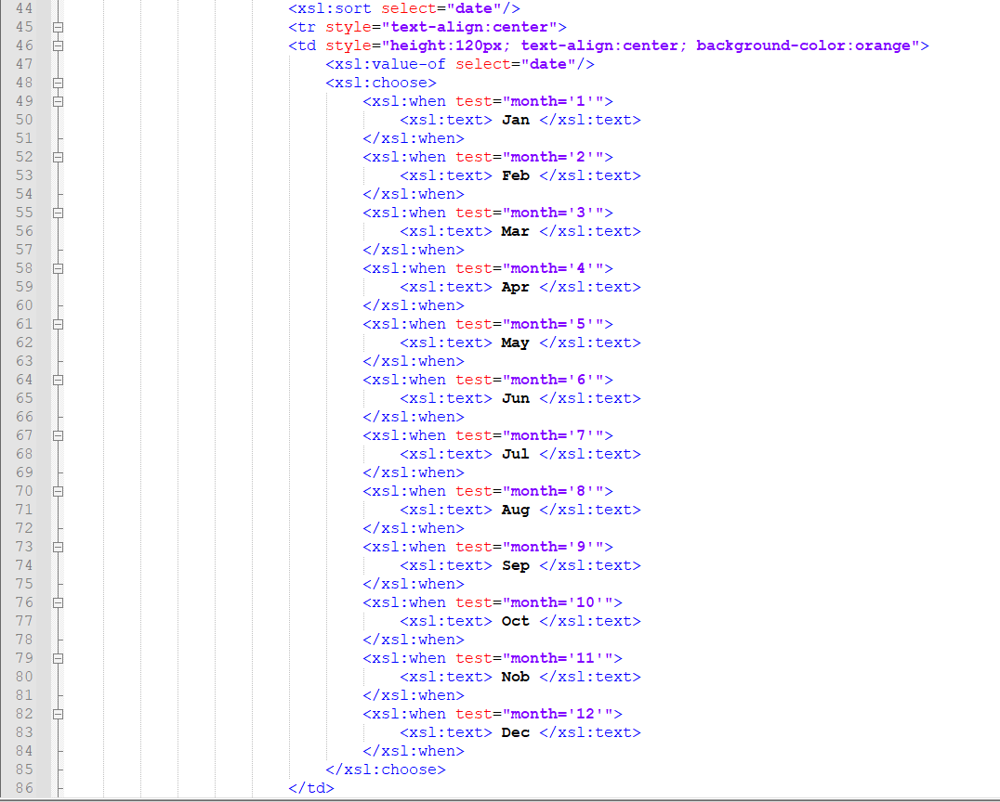 44 <xsl:sort select="date"/>
45 <tr style="text-align:center">
46 <td style="height:120px; text-align:center; background-color:orange">
47 <xsl:value-of select="date"/>
48 <xsl:choose>
49 <xsl:when test="month='1'">
50 <xsl:text> Jan </xsl:text>
51 </xsl:when>
52 <xsl:when test="month='2'">
53 <xsl:text> Feb </xsl:text>
54 </xsl:when>
55 <xsl:when test="month='3'">
56 <xsl:text> Mar </xsl:text>
57 </xsl:when>
58 <xsl:when test="month='4'">
59 <xsl:text> Apr </xsl:text>
60 </xsl:when>
61 <xsl:when test="month='5'">
62 <xsl:text> May </xsl:text>
63 </xsl:when>
64 <xsl:when test="month='6'">
65 <xsl:text> Jun </xsl:text>
66 </xsl:when>
67 <xsl:when test="month='7'">
68 <xsl:text> Jul </xsl:text>
69 </xsl:when>
70 <xsl:when test="month='8'">
71 <xsl:text> Aug </xsl:text>
72 </xsl:when>
73 <xsl:when test="month='9'">
74 <xsl:text> Sep </xsl:text>
75 </xsl:when>
76 <xsl:when test="month='10'">
77 <xsl:text> Oct </xsl:text>
78 </xsl:when>
79 <xsl:when test="month='11'">
80 <xsl:text> Nob </xsl:text>
81 </xsl:when>
82 <xsl:when test="month='12'">
83 <xsl:text> Dec </xsl:text>
84 </xsl:when>
85 </xsl:choose>
86 </td>